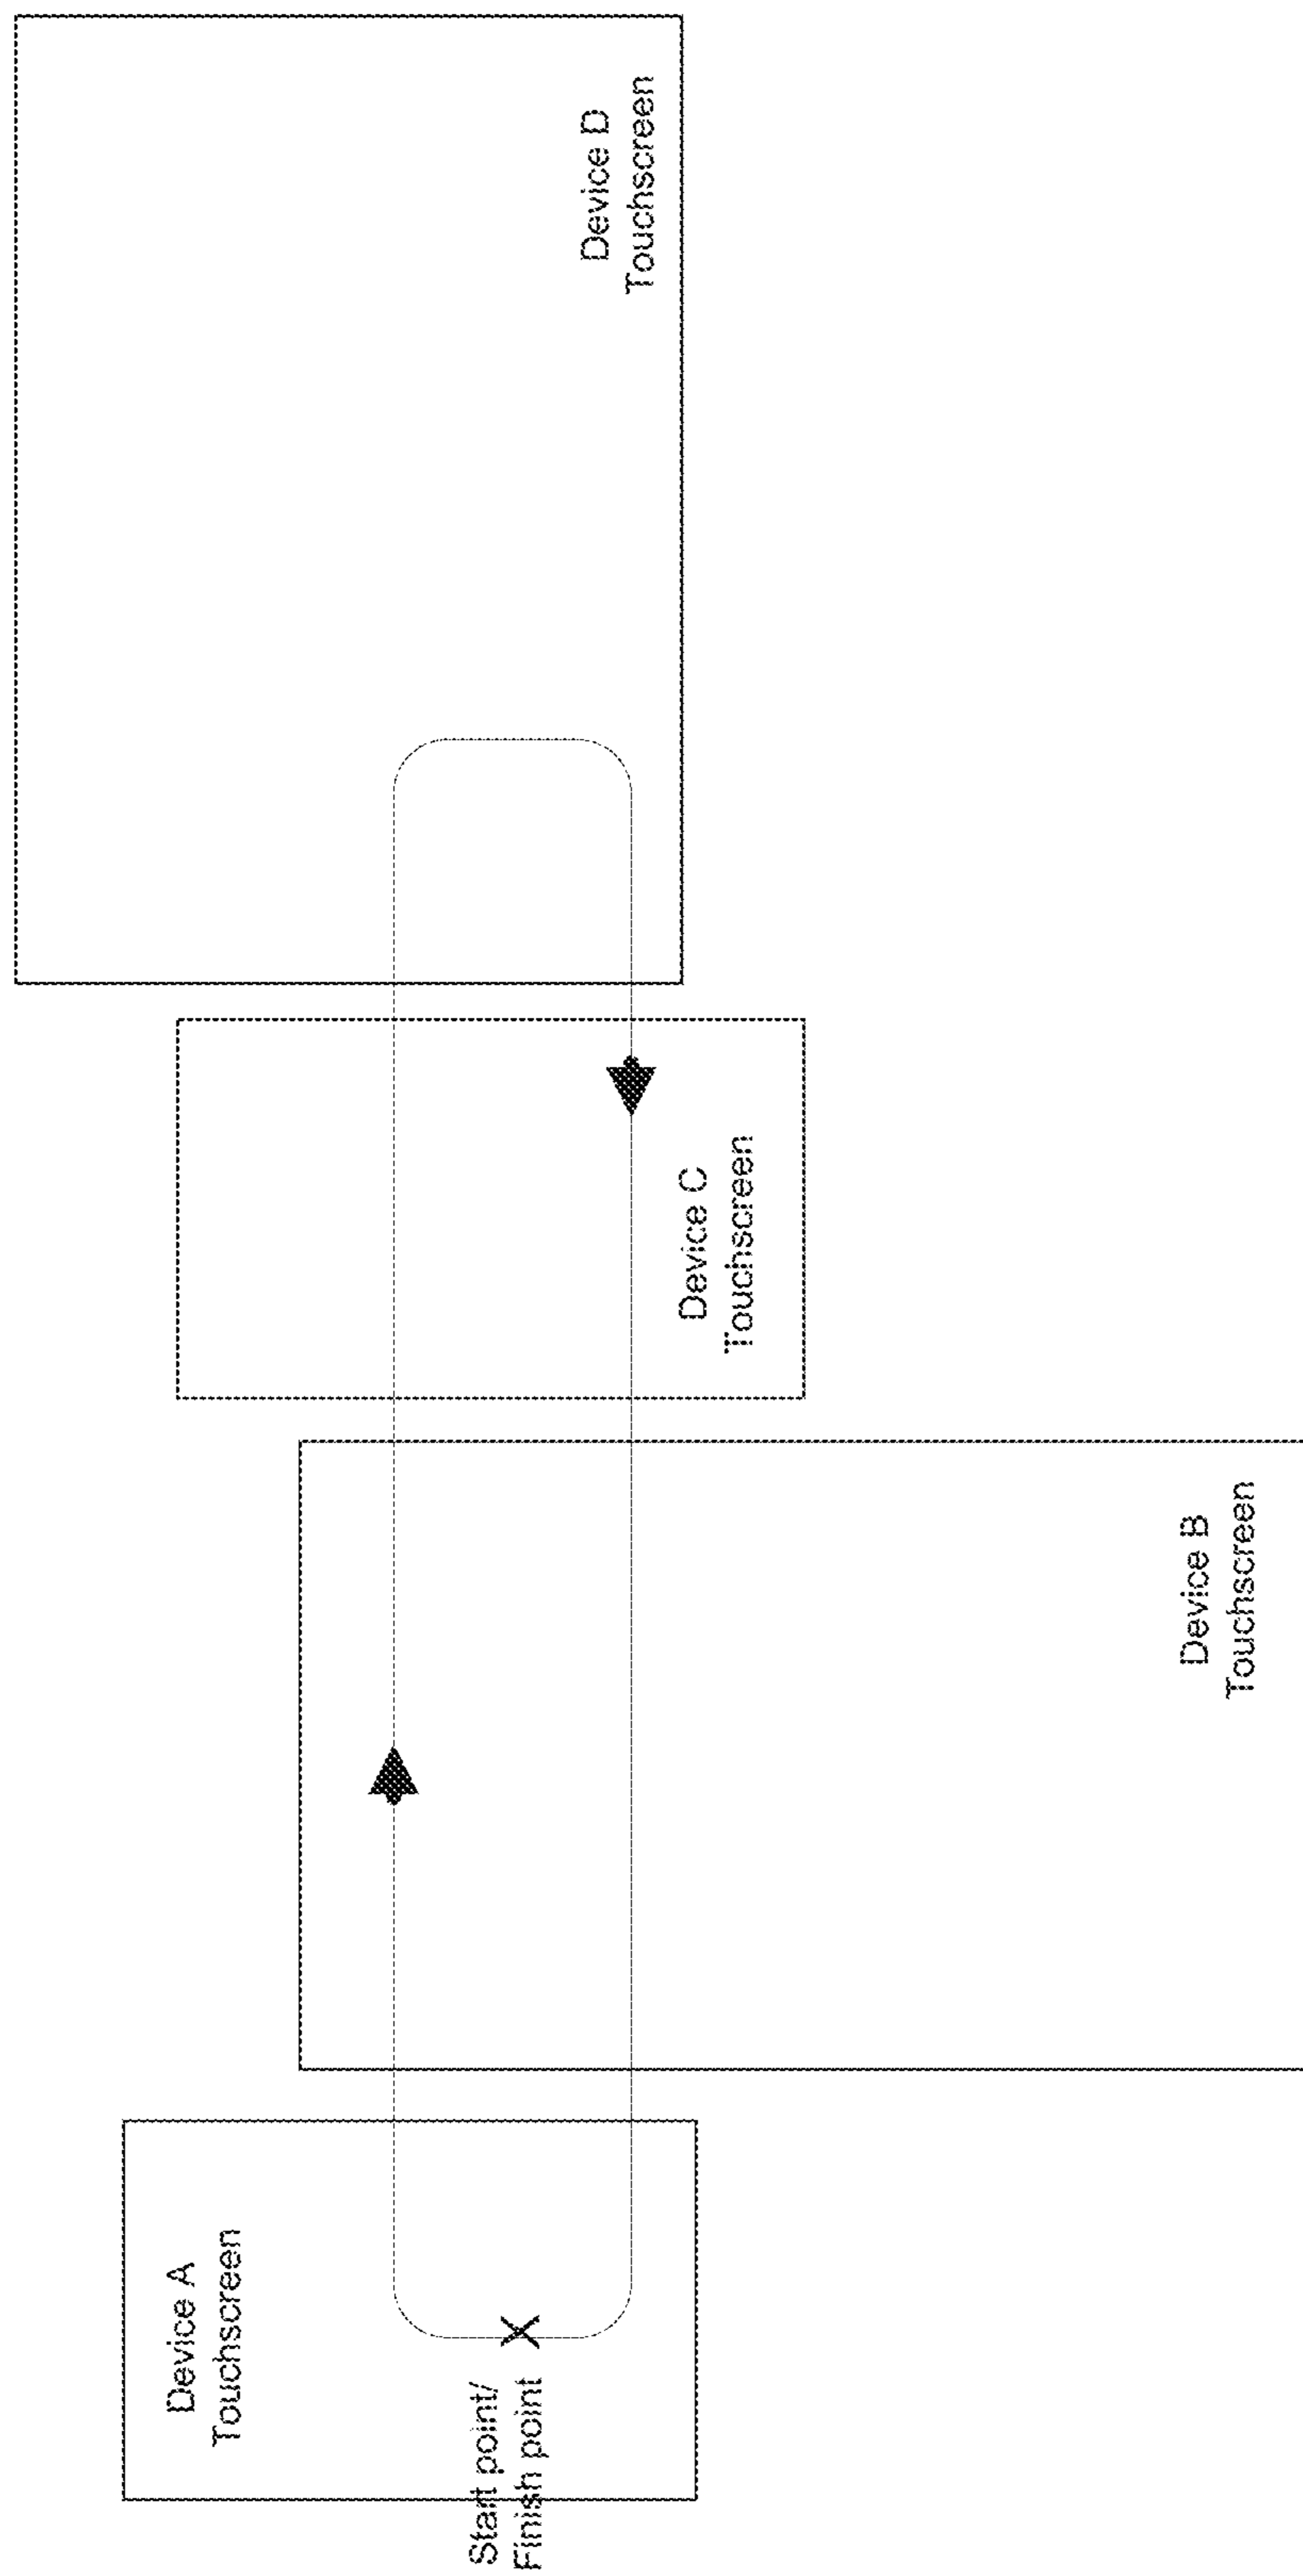 Device A
Touchscreen
Start point/
Finish point
Device B
Touchscreen
Device C
Touchscreen
Device D
Touchscreen